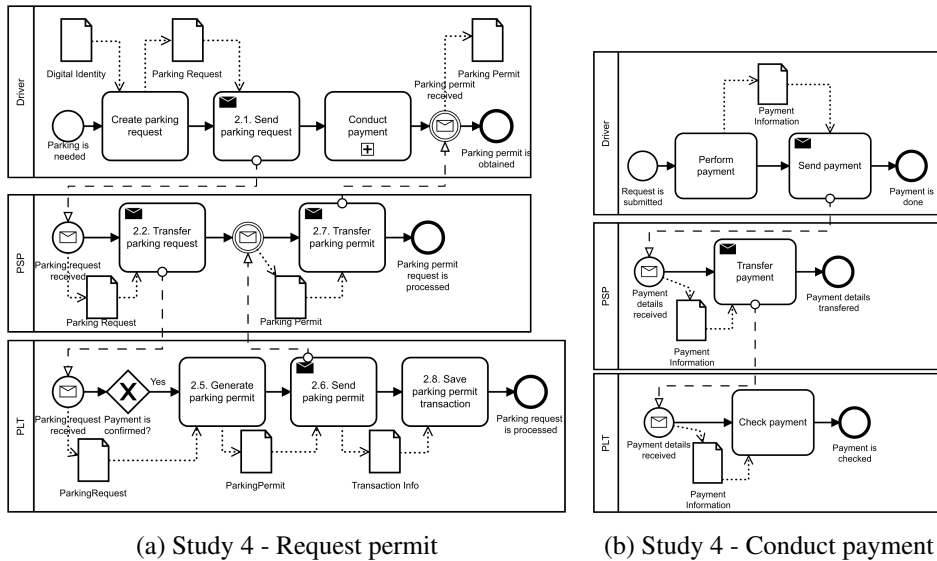 Driver
Digital Identity
Parking Request
Parking Permit
Parking permit
received
Create parking
request
2.1. Send
parking request
Conduct
payment
Parking is
needed
Parking permit is
obtained
PSP
2.2. Transfer
parking request
2.7. Transfer
parking permit
Parking request
received
Parking permit
request is
processed
Parking Request
Parking Permit
PLT
Yes
2.5. Generate
parking permit
2.6. Send
paking permit
2.8. Save
parking permit
transaction
Parking request
received
Payment is
confirmed?
Parking request
is processed
ParkingRequest
ParkingPermit
Transaction Info
(a) Study 4 - Request permit
Driver
Payment
Information
Perform
payment
Send payment
Request is
submitted
Payment is
done
PSP
Transfer
payment
Payment
details
received
Payment details
transfered
Payment
Information
PLT
Check payment
Payment details
received
Payment is
checked
Payment
Information
(b) Study 4 - Conduct payment